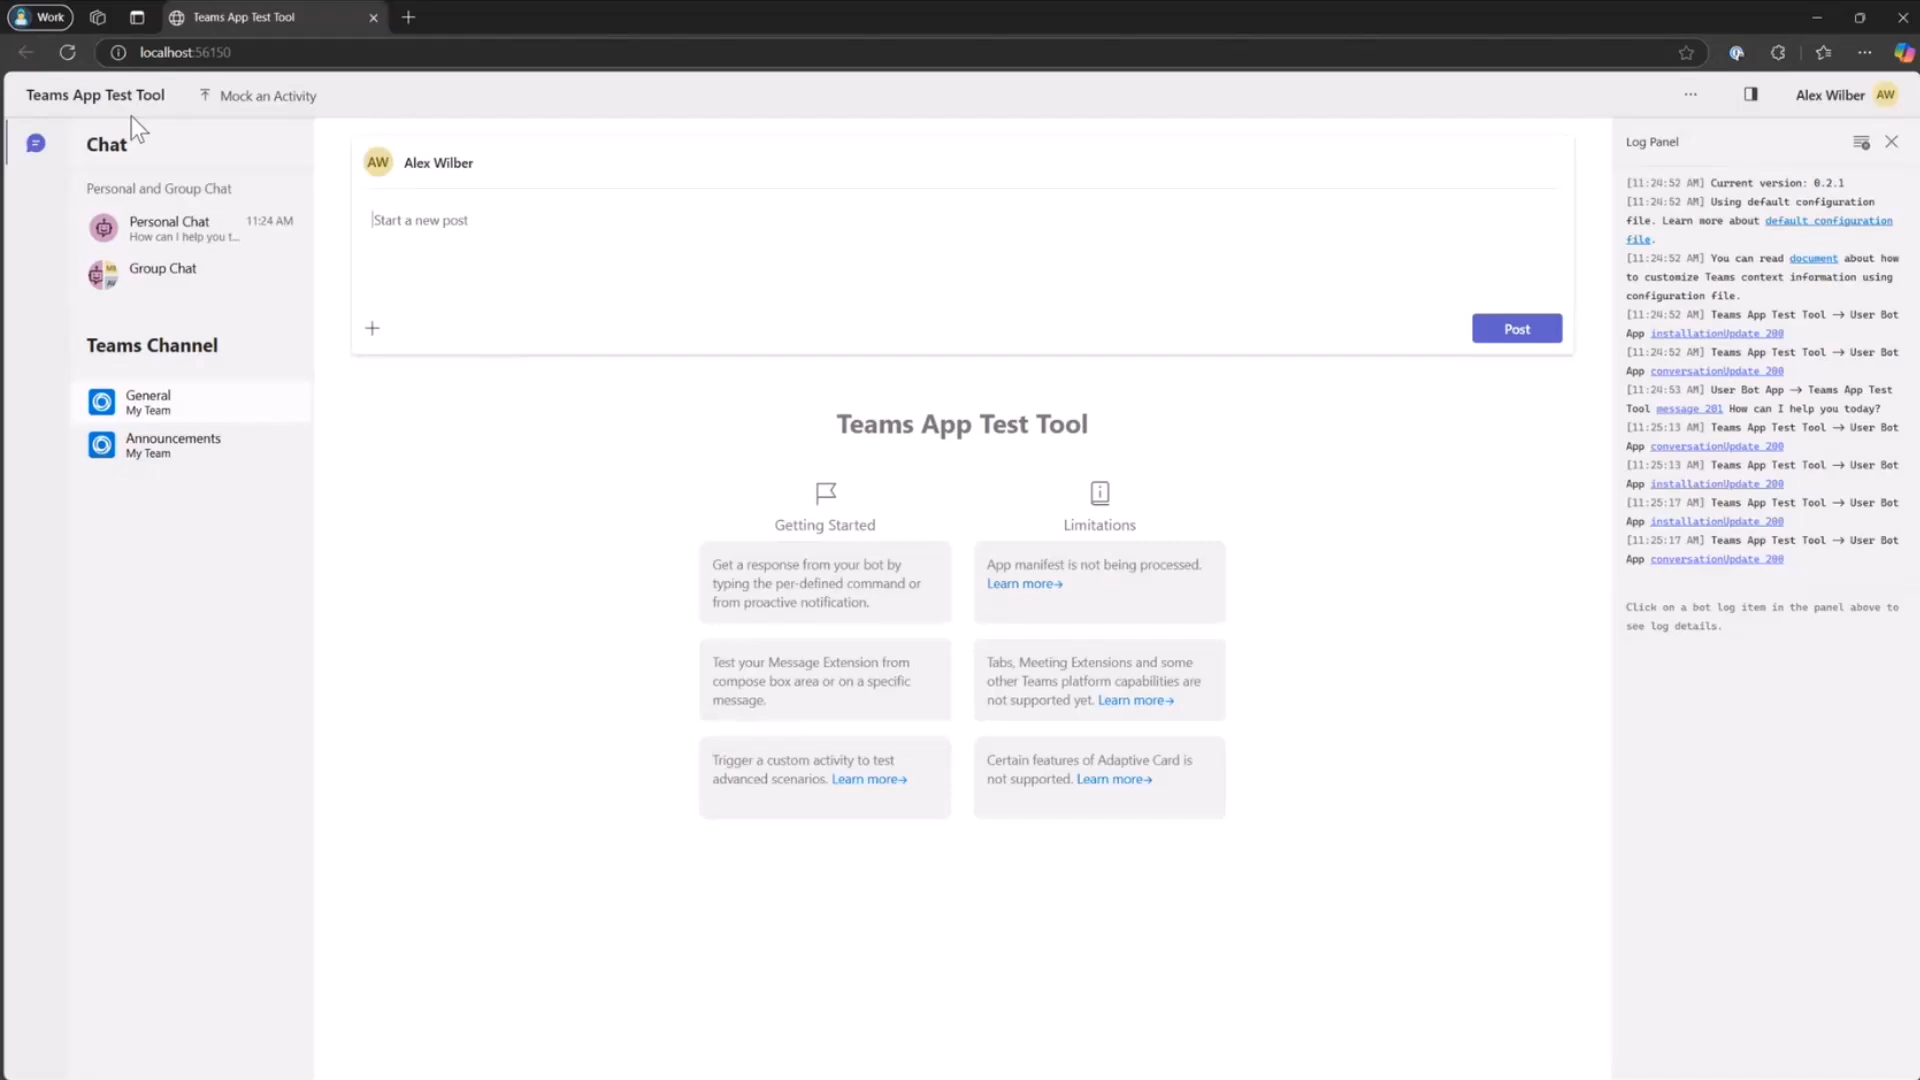 Work
Teams App Test Tool
localhost:56150
Teams App Test Tool
Mock an Activity
Alex Wilber
AW
Chat
Personal and Group Chat
Personal Chat
11:24 AM
How can I help you t...
Group Chat
Teams Channel
General
My Team
Announcements
My Team
AW
Alex Wilber
Start a new post
Post
Teams App Test Tool
Getting Started
Get a response from your bot by
typing the per-defined command or
from proactive notification.
Test your Message Extension from
compose box area or on a specific
message.
Trigger a custom activity to test
advanced scenarios. Learn more→
Limitations
App manifest is not being processed.
Learn more→
Tabs, Meeting Extensions and some
other Teams platform capabilities are
not supported yet. Learn more→
Certain features of Adaptive Card is
not supported. Learn more→
Log Panel
[11:24:52 AM] Current version: 0.2.1
[11:24:52 AM] Using default configuration
file. Learn more about default configuration
file.
[11:24:52 AM] You can read document about how
to customize Teams context information using
configuration file.
[11:24:52 AM] Teams App Test Tool → User Bot
App installationUpdate 200
[11:24:52 AM] Teams App Test Tool → User Bot
App conversationUpdate 200
[11:24:53 AM] User Bot App → Teams App Test
Tool message 201 How can I help you today?
[11:25:13 AM] Teams App Test Tool → User Bot
App conversationUpdate 200
[11:25:13 AM] Teams App Test Tool → User Bot
App installationUpdate 200
[11:25:17 AM] Teams App Test Tool → User Bot
App installationUpdate 200
[11:25:17 AM] Teams App Test Tool → User Bot
App conversationUpdate 200
Click on a bot log item in the panel above to
see log details.